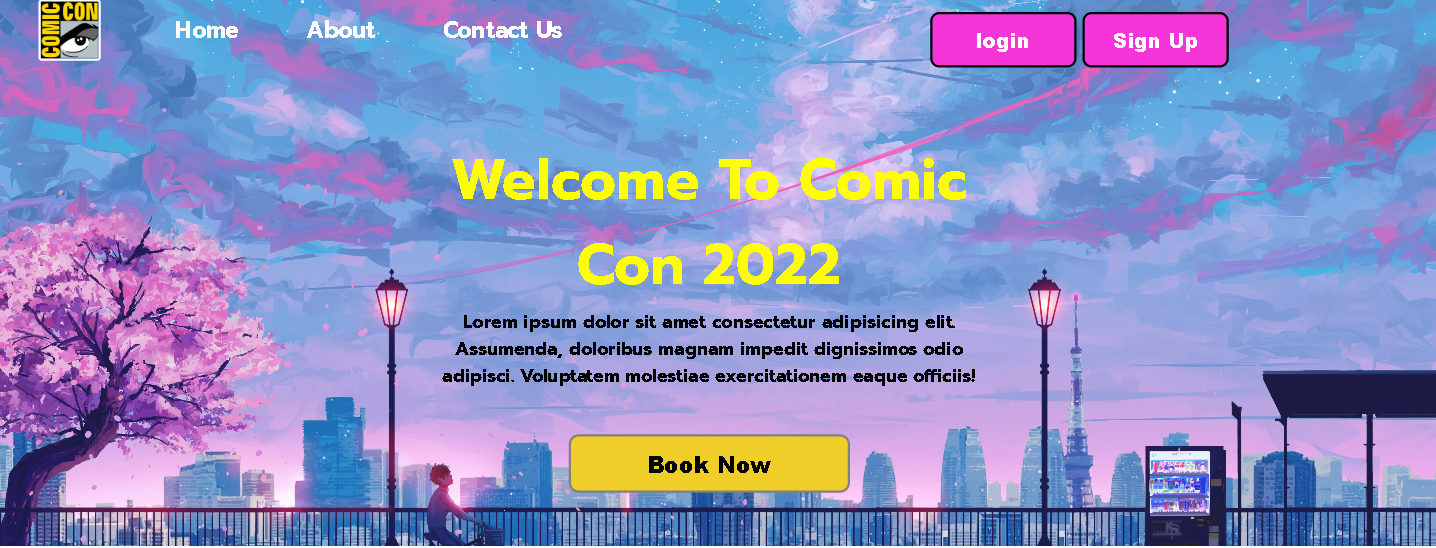 COMIC CON
Home About Contact Us login Sign Up
Welcome To Comic
Con 2022
Lorem ipsum dolor sit amet consectetur adipisicing elit.
Assumenda, doloribus magnam impedit dignissimos odio
adipisci. Voluptatem molestiae exercitationem eaque officiis!
Book Now